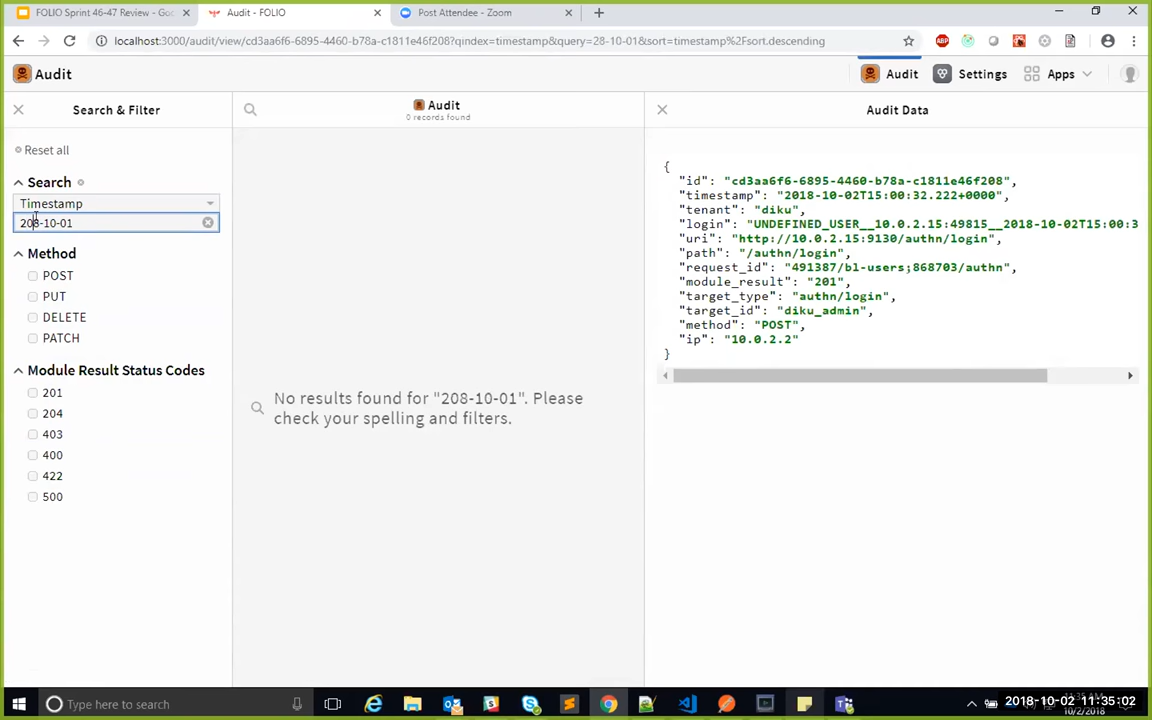 FOLIO Sprint 46-47 Review - Goo
Audit - FOLIO
Post Attendee - Zoom
localhost:3000/audit/view/cd3aa6f6-6895-4460-b78a-c1811e46f208?qindex=timestamp&query=28-10-01&sort=timestamp%2Fsort.descending
ABP
Audit
Audit
Settings
Apps
Search & Filter
Audit
0 records found
Audit Data
Reset all
Search
Timestamp
208-10-01
Method
POST
PUT
DELETE
PATCH
Module Result Status Codes
201
204
403
400
422
500
No results found for "208-10-01". Please
check your spelling and filters.
{
"id": "cd3aa6f6-6895-4460-b78a-c1811e46f208",
"timestamp": "2018-10-02T15:00:32.222+0000",
"tenant": "diku",
"login": "UNDEFINED_USER__10.0.2.15:49815__2018-10-02T15:00:3
"uri": "http://10.0.2.15:9130/authn/login",
"path": "/authn/login",
"request_id": "491387/bl-users;868703/authn",
"module_result": "201",
"target_type": "authn/login",
"target_id": "diku_admin",
"method": "POST",
"ip": "10.0.2.2"
}
Type here to search
2018-10-02 11:35:02
10/2/2018